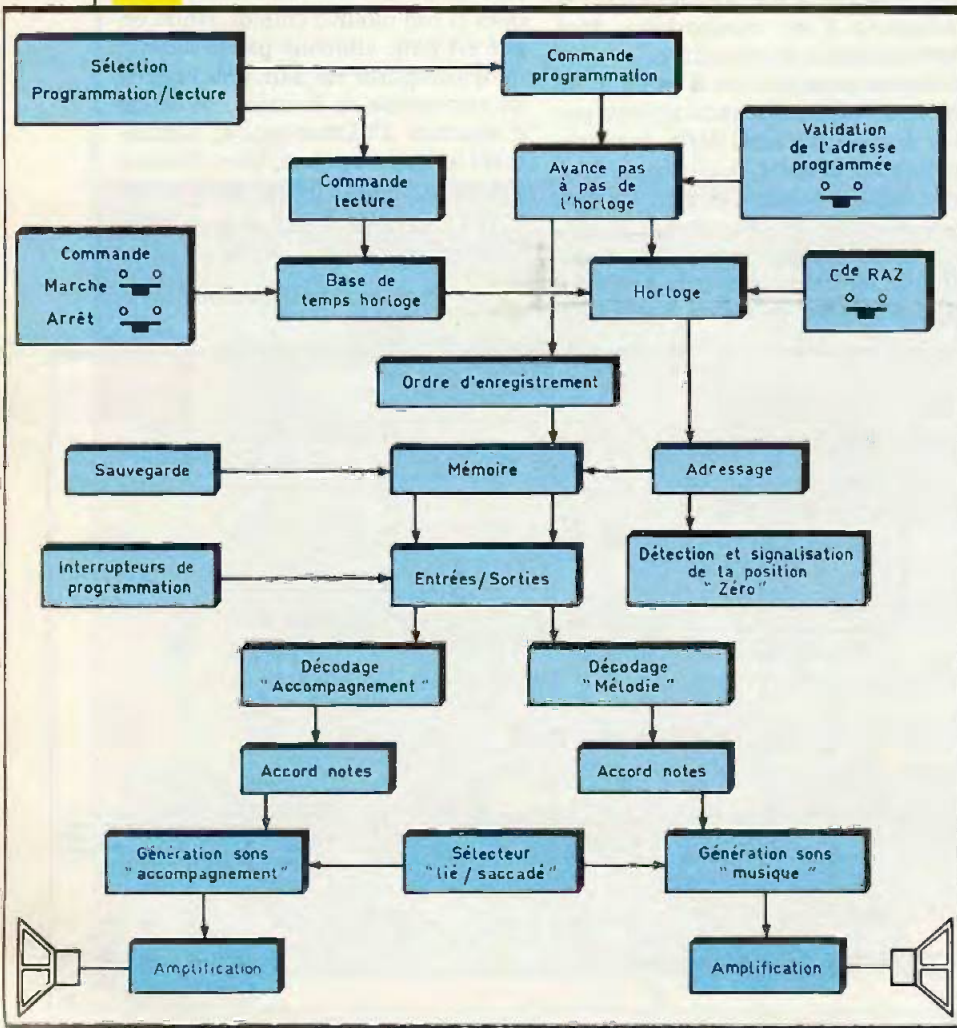 Sélection
Programmation/lecture
Commande
programmation
Validation
de l'adresse
programmée
Commande
lecture
Avance pas
à pas de
l'horloge
Commande
Marche
Arrêt
Base de
temps horloge
Horloge
Cde RAZ
Ordre d'enregistrement
Sauvegarde
Mémoire
Adressage
Interrupteurs de
programmation
Entrées/Sorties
Détection et signalisation
de la position
"Zéro"
Décodage
"Accompagnement"
Décodage
"Mélodie"
Accord notes
Accord notes
Génération sons
"accompagnement"
Sélecteur
"lié / saccadé"
Génération sons
"musique"
Amplification
Amplification